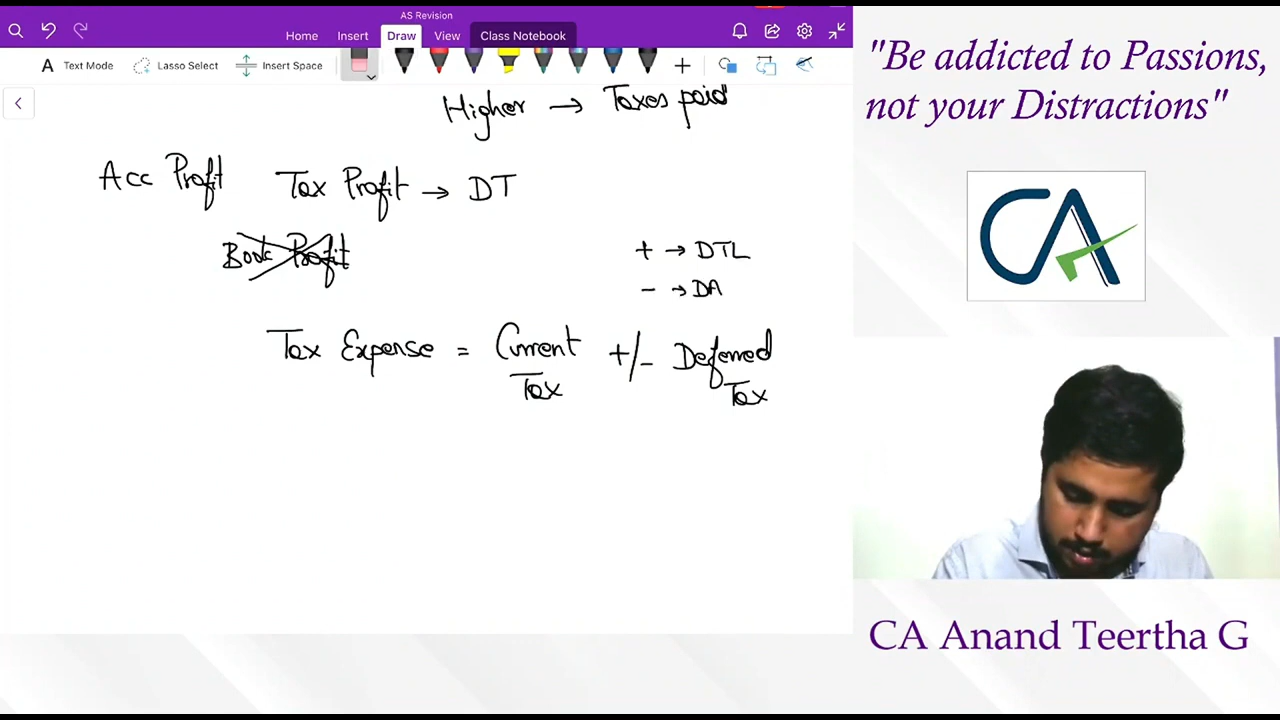 AS Revision
Home Insert Draw View Class Notebook
A Text Mode Lasso Select Insert Space
Higher → Taxes paid
Acc Profit Tax Profit → DT
Book Profit
+ → DTL
- → DA
Tax Expense = Current Tax +/- Deferred Tax
"Be addicted to Passions,
not your Distractions"
CA
CA Anand Teertha G